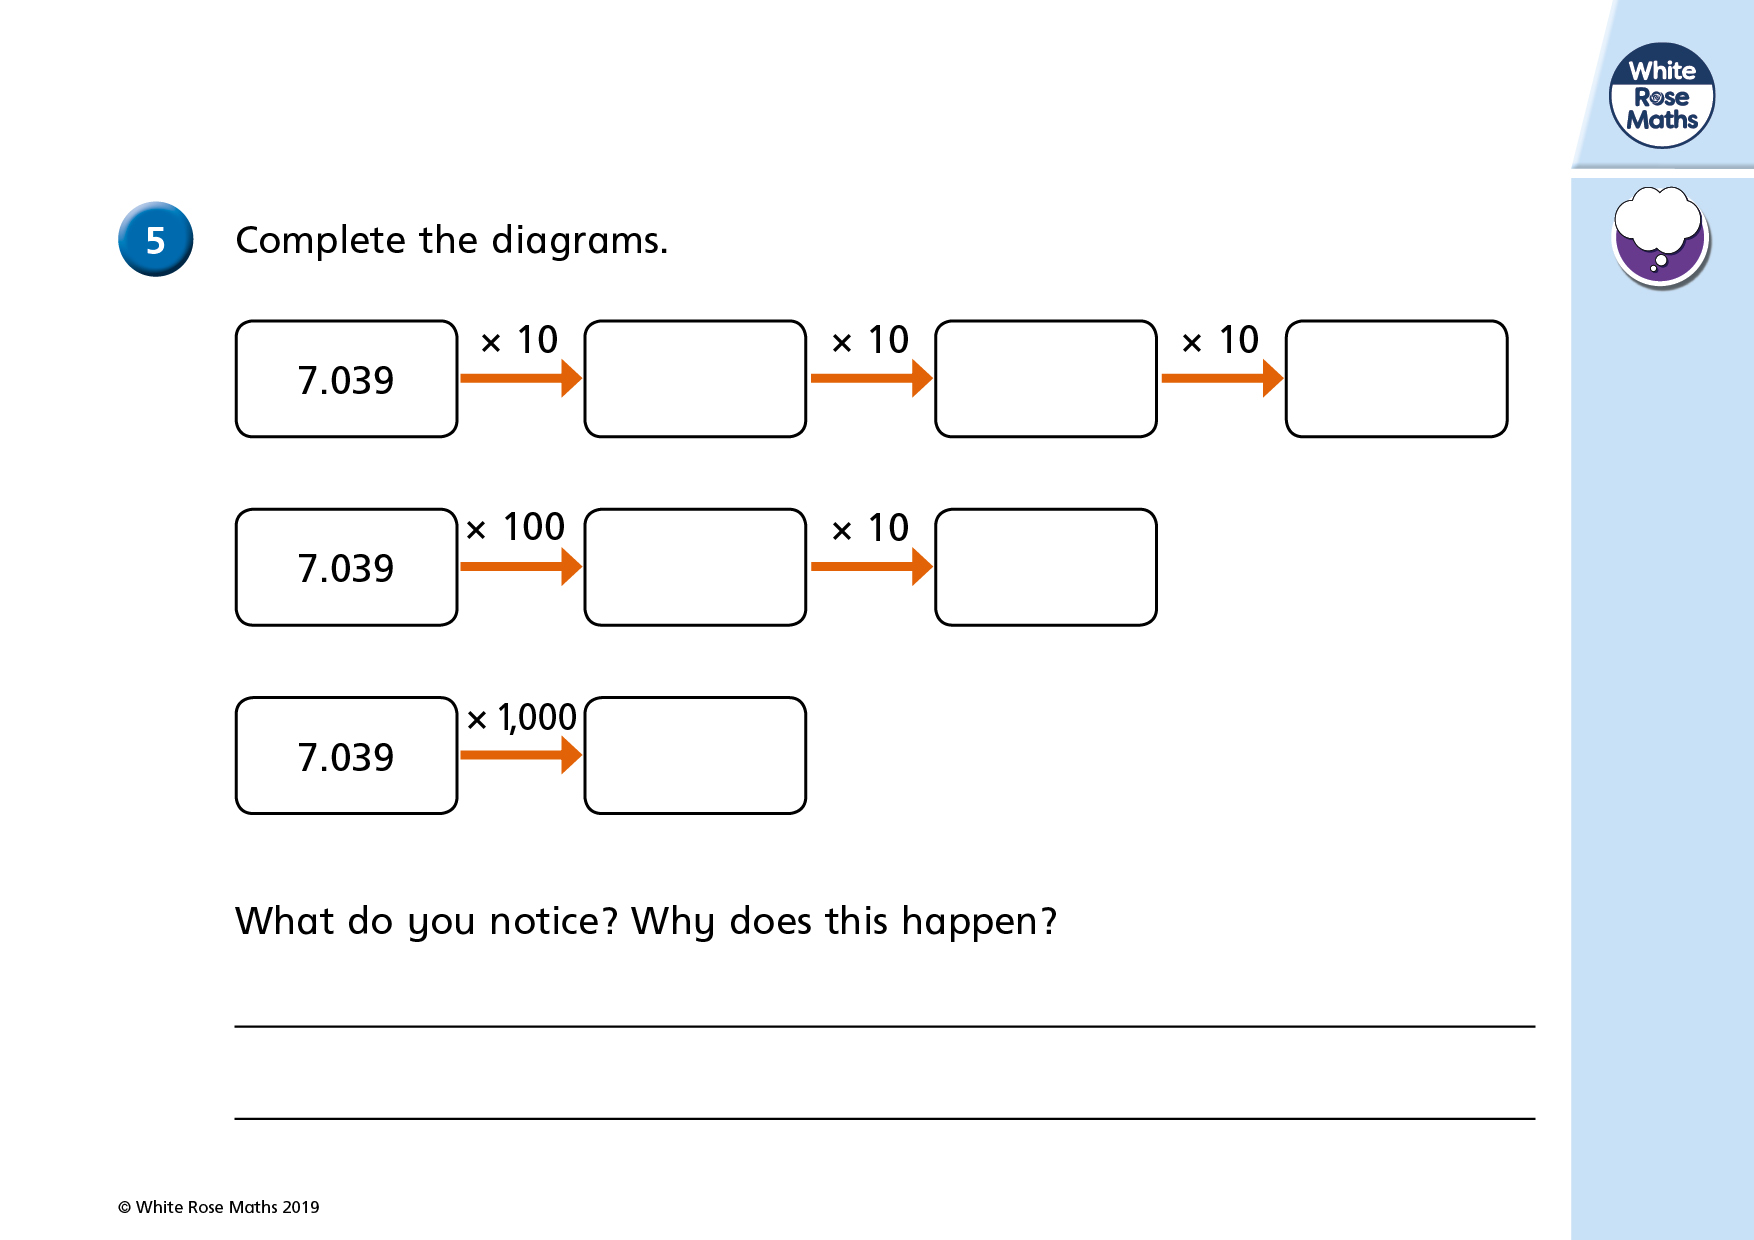 White
Rose
Maths
5 Complete the diagrams.
× 10 × 10 × 10
7.039
× 100 × 10
7.039
× 1,000
7.039
What do you notice? Why does this happen?
© White Rose Maths 2019